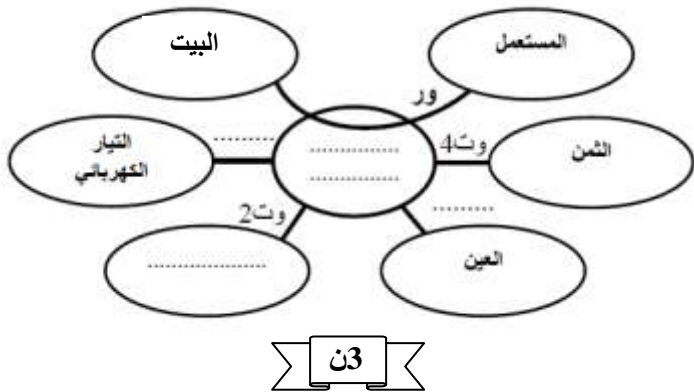 المستعمل
البيت
ور
الثمن
وت4
.............
.............
.........
التيار
الكهربائي
العين
.........
وت2
..................
3ن